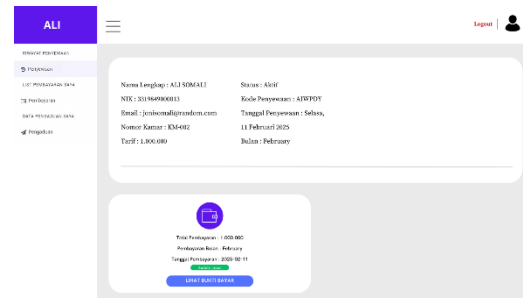 ALI
Logout
RIWAYAT PENYEWAAN
Penyewaan
LIST PEMBAYARAN SEWA
Pembayaran
DATA PENGADUAN SEWA
Pengaduan
Nama Lengkap : ALI SOMALI
NIK : 3319849000013
Email : jonisomali@random.com
Nomor Kamar : KM-002
Tarif : 1.000.000
Status : Aktif
Kode Penyewaan : AIWPDY
Tanggal Penyewaan : Selasa,
11 Februari 2025
Bulan : February
Total Pembayaran : 1.000.000
Pembayaran Bulan : February
Tanggal Pembayaran : 2025-02-11
LIHAT BUKTI BAYAR